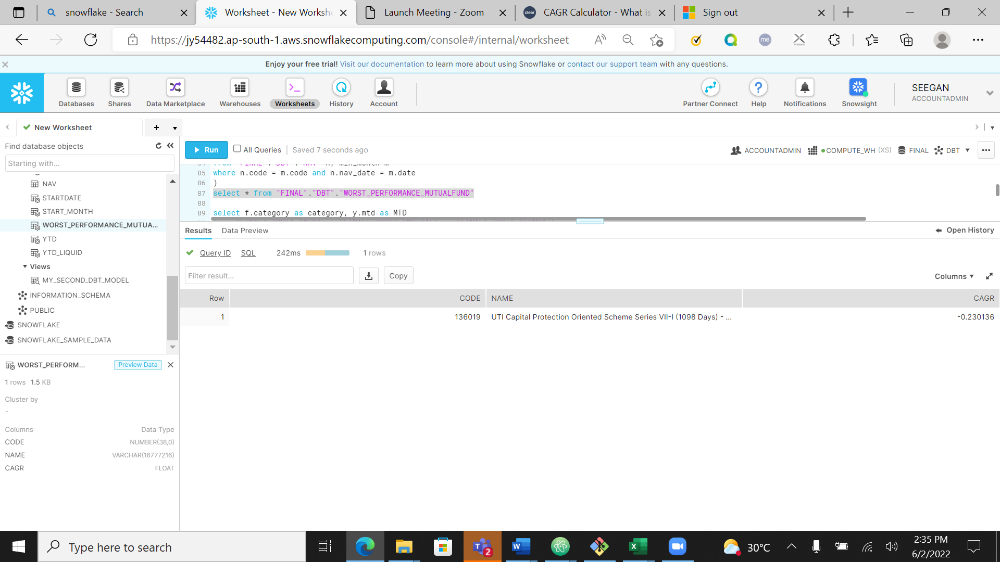 snowflake - Search
Worksheet - New Workshe
Launch Meeting - Zoom
CAGR Calculator - What is
Sign out
https://jy54482.ap-south-1.aws.snowflakecomputing.com/console#/internal/worksheet
Enjoy your free trial! Visit our documentation to learn more about using Snowflake or contact our support team with any questions.
Databases
Shares
Data Marketplace
Warehouses
Worksheets
History
Account
Partner Connect
Help
Notifications
Snowsight
SEEGAN
ACCOUNTADMIN
New Worksheet
Find database objects
Starting with...
Run
All Queries
Saved 7 seconds ago
ACCOUNTADMIN
COMPUTE_WH (XS)
FINAL
DBT
NAV
STARTDATE
START_MONTH
WORST_PERFORMANCE_MUTUA...
YTD
YTD_LIQUID
Views
MY_SECOND_DBT_MODEL
INFORMATION_SCHEMA
PUBLIC
SNOWFLAKE
SNOWFLAKE_SAMPLE_DATA
85 where n.code = m.code and n.nav_date = m.date
86 )
87 select * from "FINAL"."DBT"."WORST_PERFORMANCE_MUTUALFUND"
88
89 select f.category as category, y.mtd as MTD
Results
Data Preview
Open History
Query ID
SQL
242ms
1 rows
Filter result...
Copy
Columns
Row CODE NAME CAGR
1 136019 UTI Capital Protection Oriented Scheme Series VII-I (1098 Days) - ... -0.230136
WORST_PERFORM...
Preview Data
1 rows 1.5 KB
Cluster by
-
Columns Data Type
CODE NUMBER(38,0)
NAME VARCHAR(16777216)
CAGR FLOAT
Type here to search
2
30°C
2:35 PM
6/2/2022